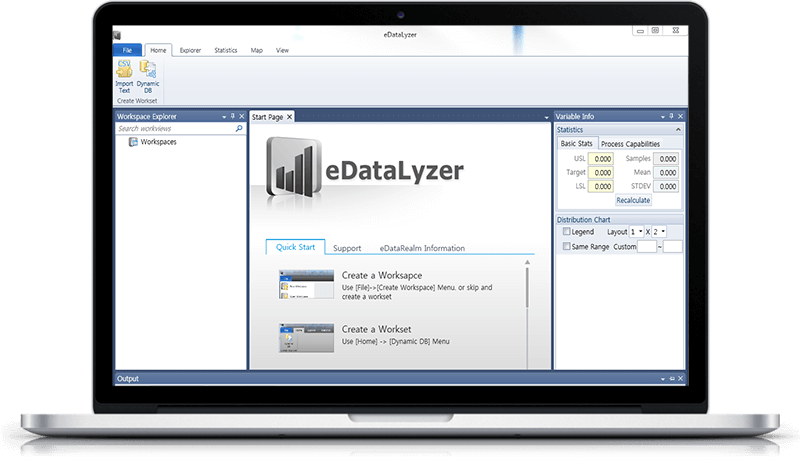 eDataLyzer
File Home Explorer Statistics Map View
CSV
Import Text
Dynamic DB
Create Workset
Workspace Explorer
Search workviews
Workspaces
Start Page
eDataLyzer
Quick Start Support eDataRealm Information
Create a Worksapce
Use [File]->[Create Workspace] Menu. or skip and
create a workset
Create a Workset
Use [Home] -> [Dynamic DB] Menu
Variable Info
Statistics
Basic Stats Process Capabilities
USL 0.000 Samples 0.000
Target 0.000 Mean 0.000
LSL 0.000 STDEV 0.000
Recalculate
Distribution Chart
Legend Layout 1 X 2
Same Range Custom ~
Output